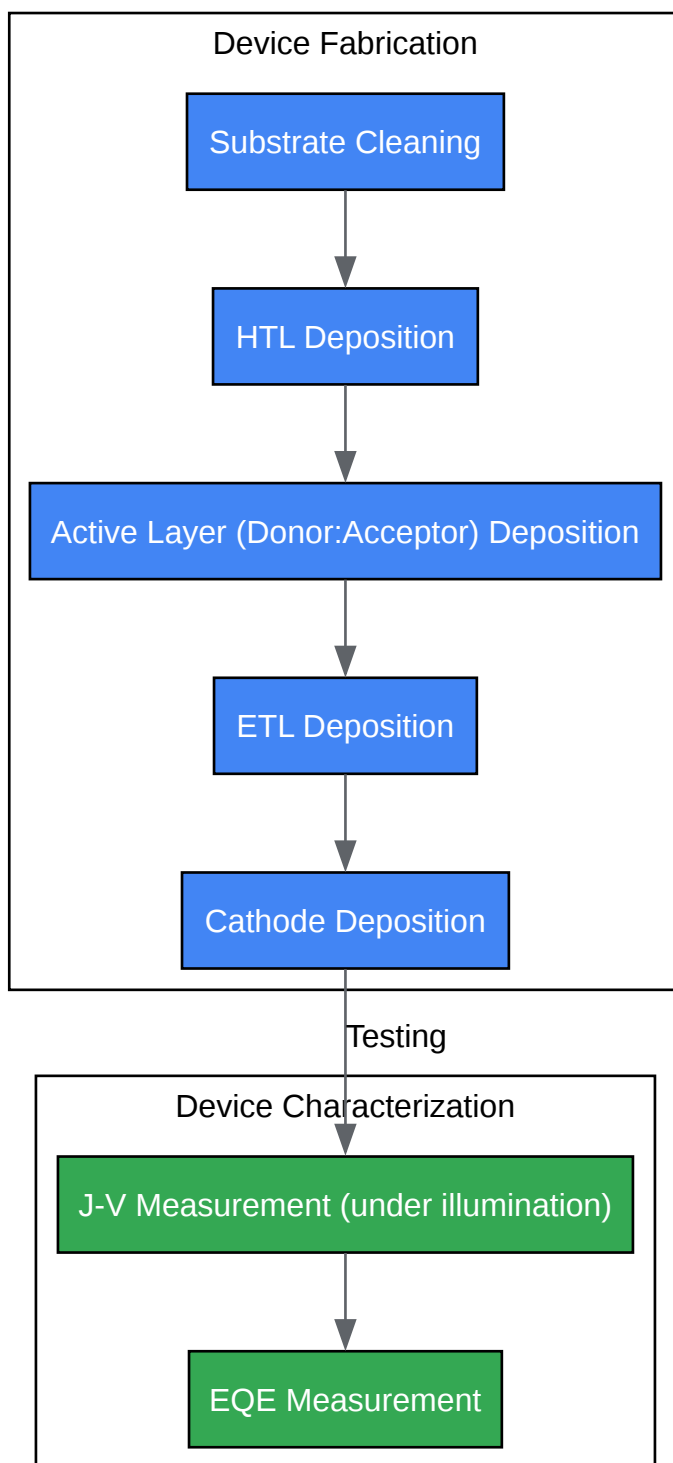 Device Fabrication
Substrate Cleaning
HTL Deposition
Active Layer (Donor:Acceptor) Deposition
ETL Deposition
Cathode Deposition
Testing
Device Characterization
J-V Measurement (under illumination)
EQE Measurement